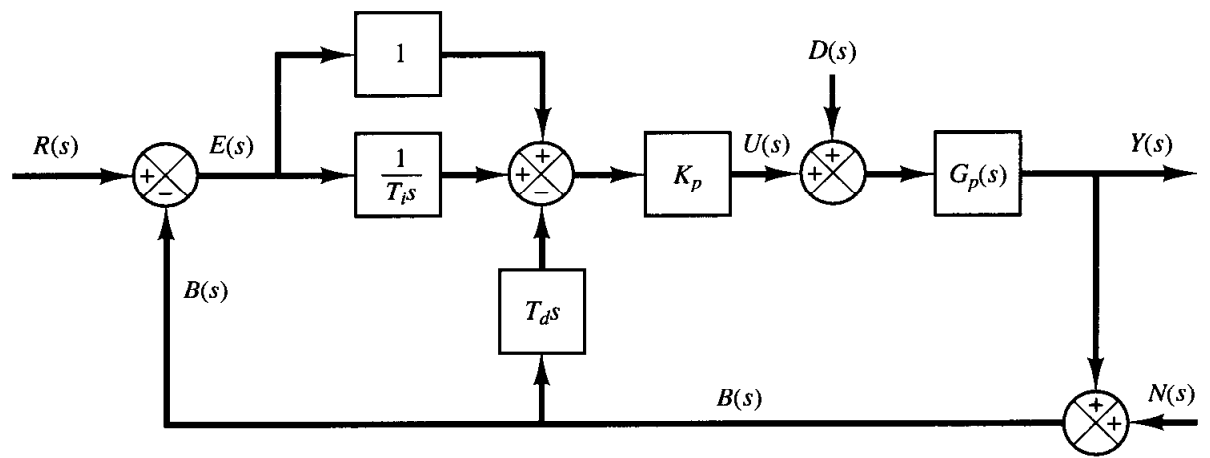 1
D(s)
R(s)
+
−
E(s)
1
T_i s
+
+
−
K_p
U(s)
+
+
G_p(s)
Y(s)
B(s)
T_d s
B(s)
+
+
N(s)